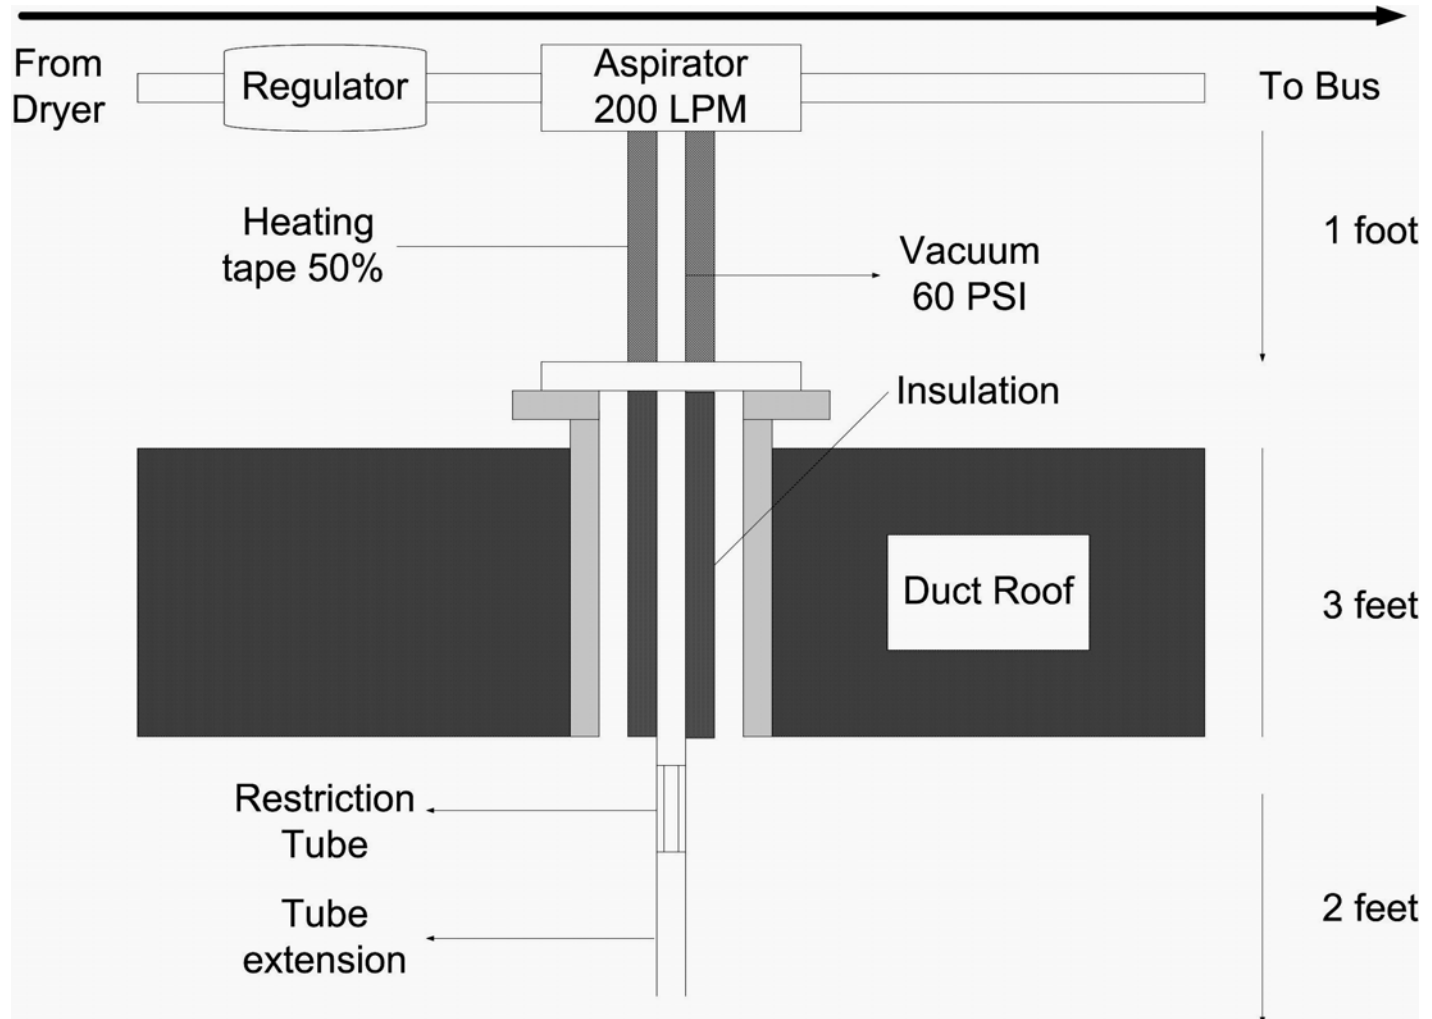 From
Dryer
Regulator
Aspirator
200 LPM
To Bus
Heating
tape 50%
Vacuum
60 PSI
1 foot
Insulation
Duct Roof
3 feet
Restriction
Tube
Tube
extension
2 feet